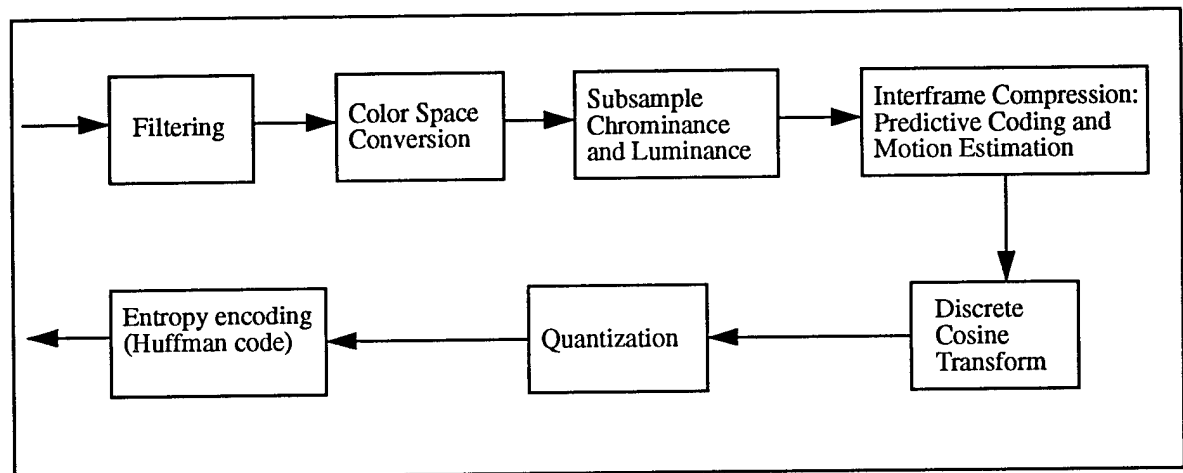 Filtering
Color Space
Conversion
Subsample
Chrominance
and Luminance
Interframe Compression:
Predictive Coding and
Motion Estimation
Discrete
Cosine
Transform
Quantization
Entropy encoding
(Huffman code)